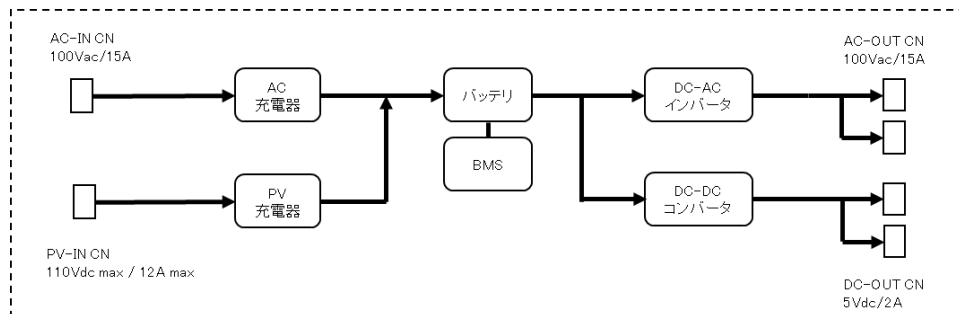 AC-IN CN
100Vac/15A
AC
充電器
バッテリ
DC-AC
インバータ
AC-OUT CN
100Vac/15A
BMS
PV
充電器
DC-DC
コンバータ
PV-IN CN
110Vdc max / 12A max
DC-OUT CN
5Vdc/2A